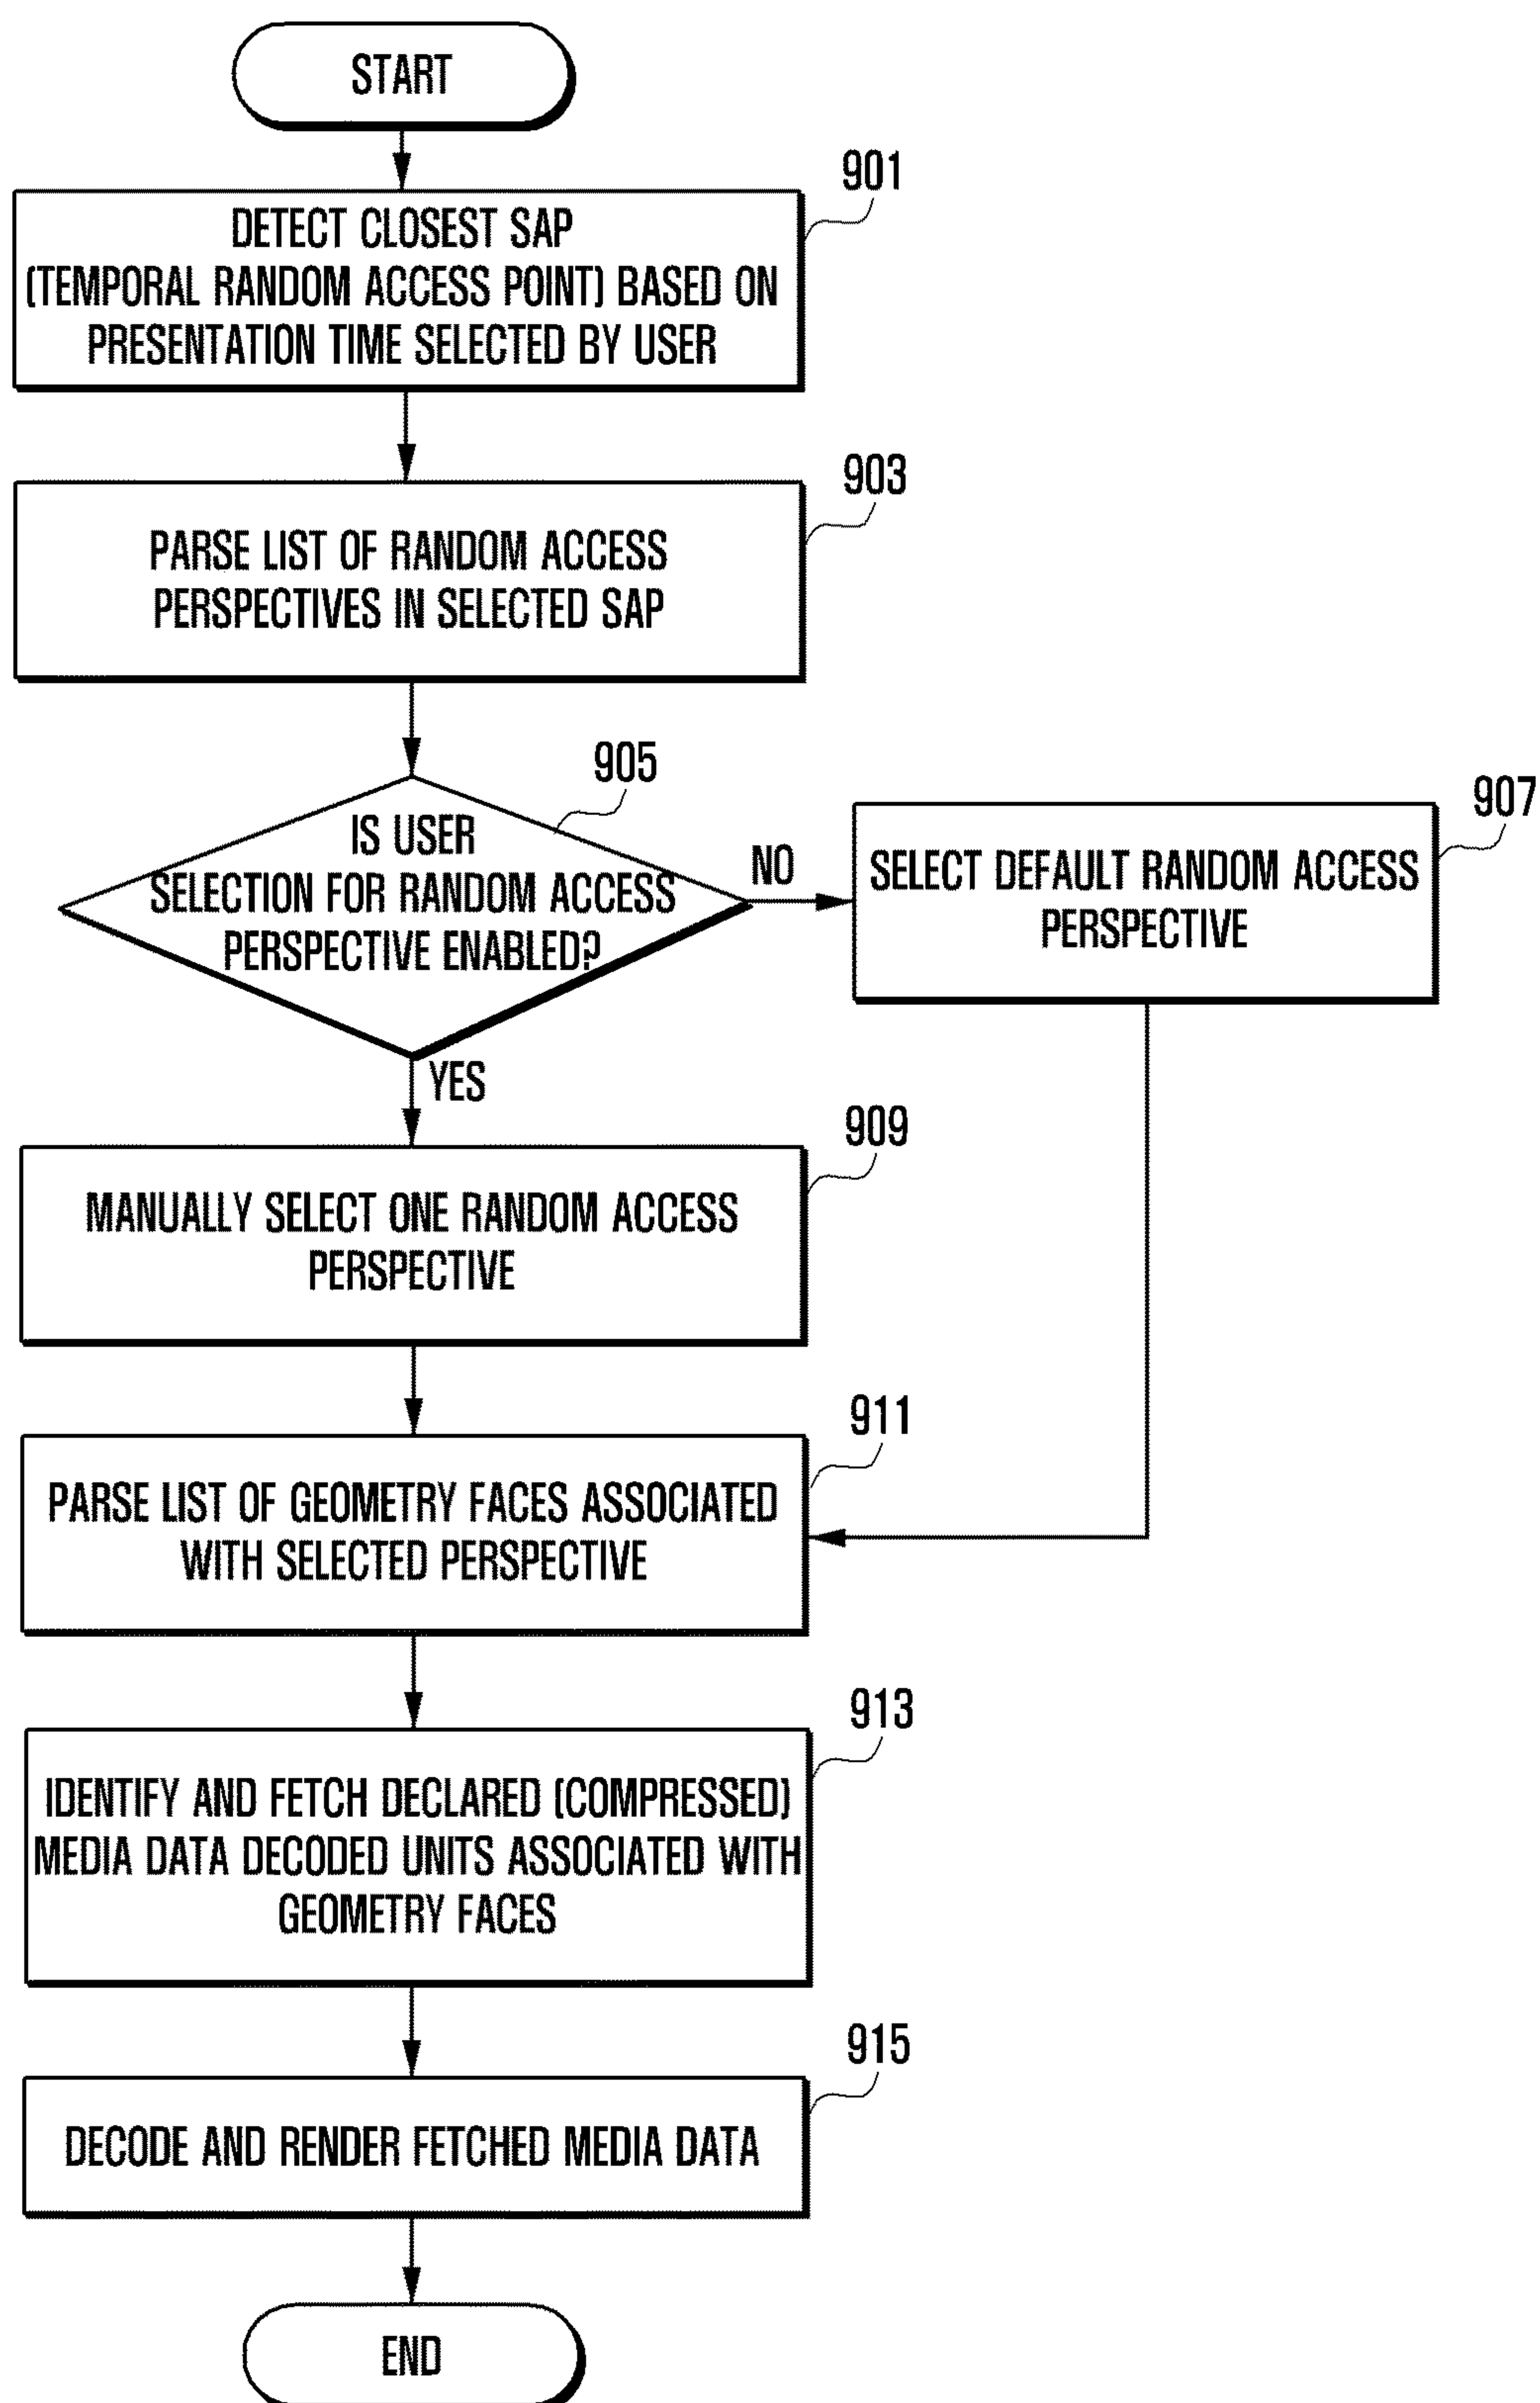 START
901
DETECT CLOSEST SAP
(TEMPORAL RANDOM ACCESS POINT) BASED ON
PRESENTATION TIME SELECTED BY USER
903
PARSE LIST OF RANDOM ACCESS
PERSPECTIVES IN SELECTED SAP
905
IS USER
SELECTION FOR RANDOM ACCESS
PERSPECTIVE ENABLED?
NO
907
SELECT DEFAULT RANDOM ACCESS
PERSPECTIVE
YES
909
MANUALLY SELECT ONE RANDOM ACCESS
PERSPECTIVE
911
PARSE LIST OF GEOMETRY FACES ASSOCIATED
WITH SELECTED PERSPECTIVE
913
IDENTIFY AND FETCH DECLARED (COMPRESSED)
MEDIA DATA DECODED UNITS ASSOCIATED WITH
GEOMETRY FACES
915
DECODE AND RENDER FETCHED MEDIA DATA
END